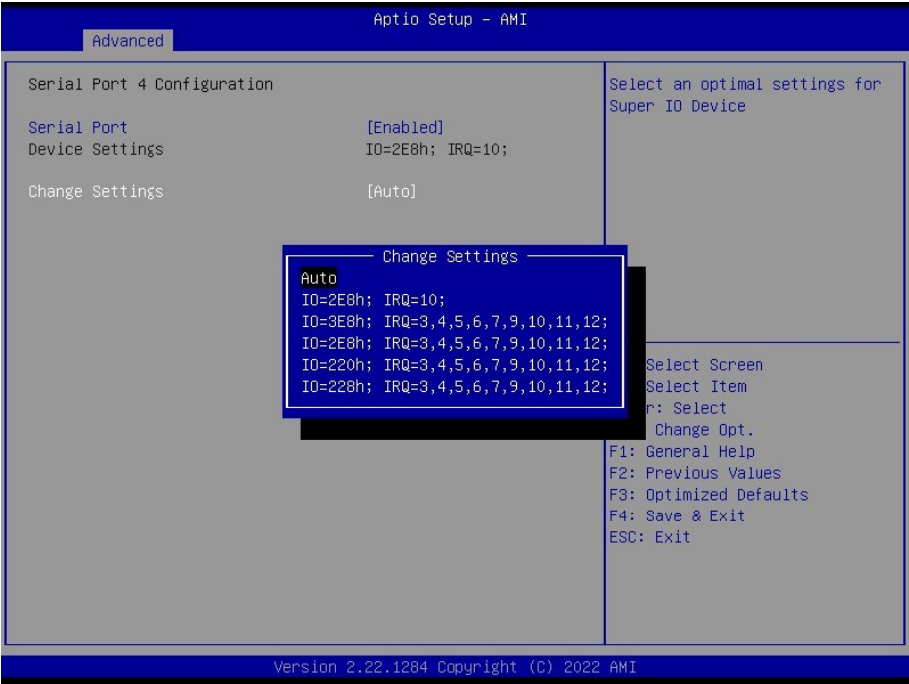 Aptio Setup – AMI
Advanced
Serial Port 4 Configuration
Serial Port [Enabled]
Device Settings IO=2E8h; IRQ=10;
Change Settings [Auto]
Select an optimal settings for
Super IO Device
Change Settings
Auto
IO=2E8h; IRQ=10;
IO=3E8h; IRQ=3,4,5,6,7,9,10,11,12;
IO=2E8h; IRQ=3,4,5,6,7,9,10,11,12;
IO=220h; IRQ=3,4,5,6,7,9,10,11,12;
IO=228h; IRQ=3,4,5,6,7,9,10,11,12;
Select Screen
Select Item
r: Select
Change Opt.
F1: General Help
F2: Previous Values
F3: Optimized Defaults
F4: Save & Exit
ESC: Exit
Version 2.22.1284 Copyright (C) 2022 AMI